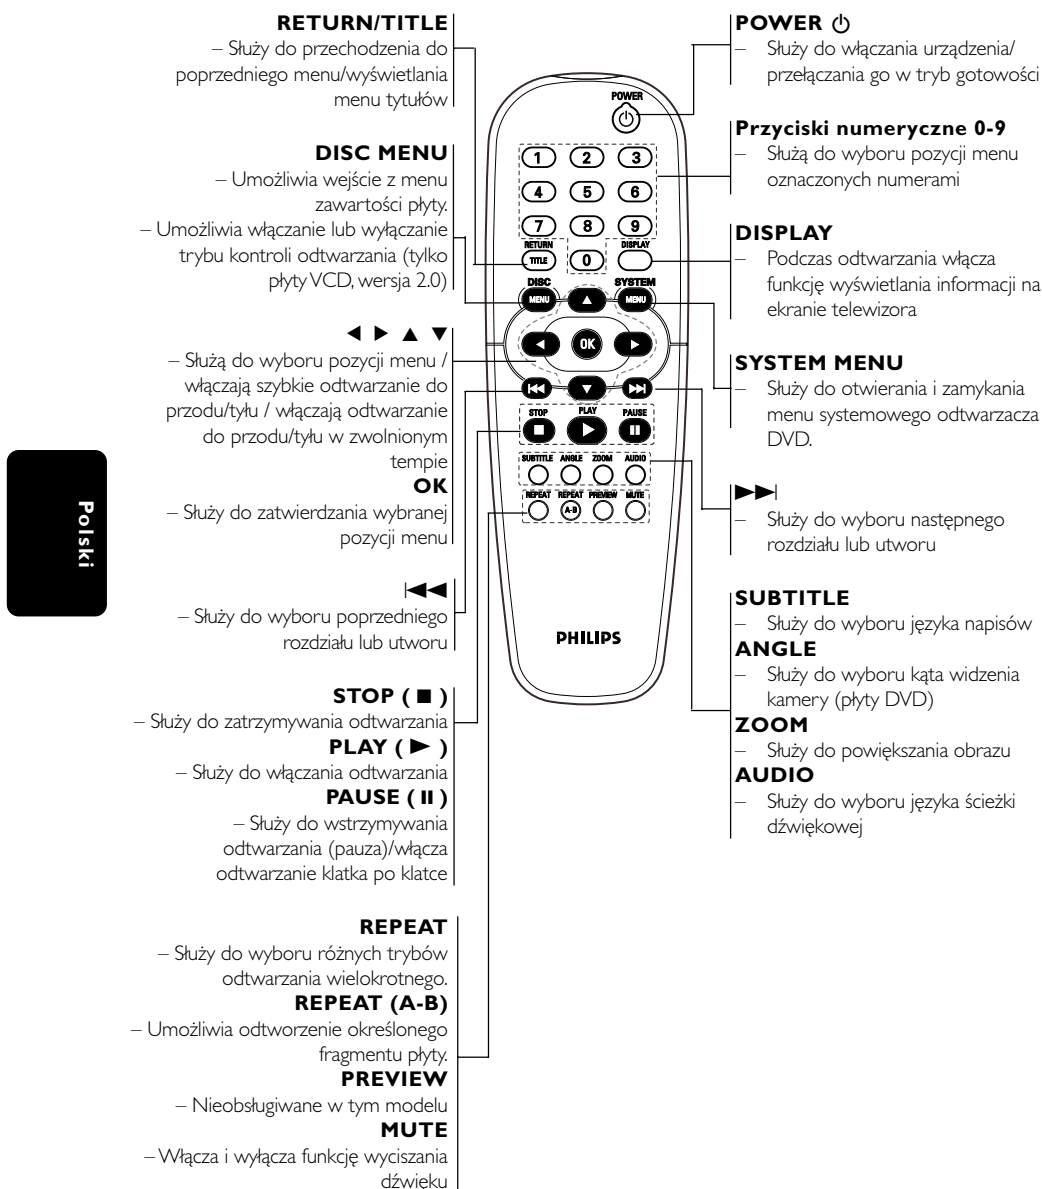 RETURN/TITLE
– Służy do przechodzenia do
poprzedniego menu/wyświetlania
menu tytułów
DISC MENU
– Umożliwia wejście z menu
zawartości płyty.
– Umożliwia włączanie lub wyłączanie
trybu kontroli odtwarzania (tylko
płyty VCD, wersja 2.0)
◀ ▶ ▲ ▼
– Służą do wyboru pozycji menu /
włączają szybkie odtwarzanie do
przodu/tyłu / włączają odtwarzanie
do przodu/tyłu w zwolnionym
tempie
OK
– Służy do zatwierdzania wybranej
pozycji menu
|◀◀
– Służy do wyboru poprzedniego
rozdziału lub utworu
STOP ( ■ )
– Służy do zatrzymywania odtwarzania
PLAY ( ▶ )
– Służy do włączania odtwarzania
PAUSE ( II )
– Służy do wstrzymywania
odtwarzania (pauza)/włącza
odtwarzanie klatka po klatce
REPEAT
– Służy do wyboru różnych trybów
odtwarzania wielokrotnego.
REPEAT (A-B)
– Umożliwia odtworzenie określonego
fragmentu płyty.
PREVIEW
– Nieobsługiwane w tym modelu
MUTE
– Włącza i wyłącza funkcję wyciszania
dźwieku
Polski
POWER
1 2 3
4 5 6
7 8 9
RETURN DISPLAY
TITLE 0
DISC SYSTEM
MENU MENU
OK
STOP PLAY PAUSE
SUBTITLE ANGLE ZOOM AUDIO
REPEAT REPEAT PREVIEW MUTE
A-B
PHILIPS
POWER ⏻
– Służy do włączania urządzenia/
przełączania go w tryb gotowości
Przyciski numeryczne 0-9
– Służą do wyboru pozycji menu
oznaczonych numerami
DISPLAY
– Podczas odtwarzania włącza
funkcję wyświetlania informacji na
ekranie telewizora
SYSTEM MENU
– Służy do otwierania i zamykania
menu systemowego odtwarzacza
DVD.
▶▶|
– Służy do wyboru następnego
rozdziału lub utworu
SUBTITLE
– Służy do wyboru języka napisów
ANGLE
– Służy do wyboru kąta widzenia
kamery (płyty DVD)
ZOOM
– Służy do powiększania obrazu
AUDIO
– Służy do wyboru języka ścieżki
dźwiękowej